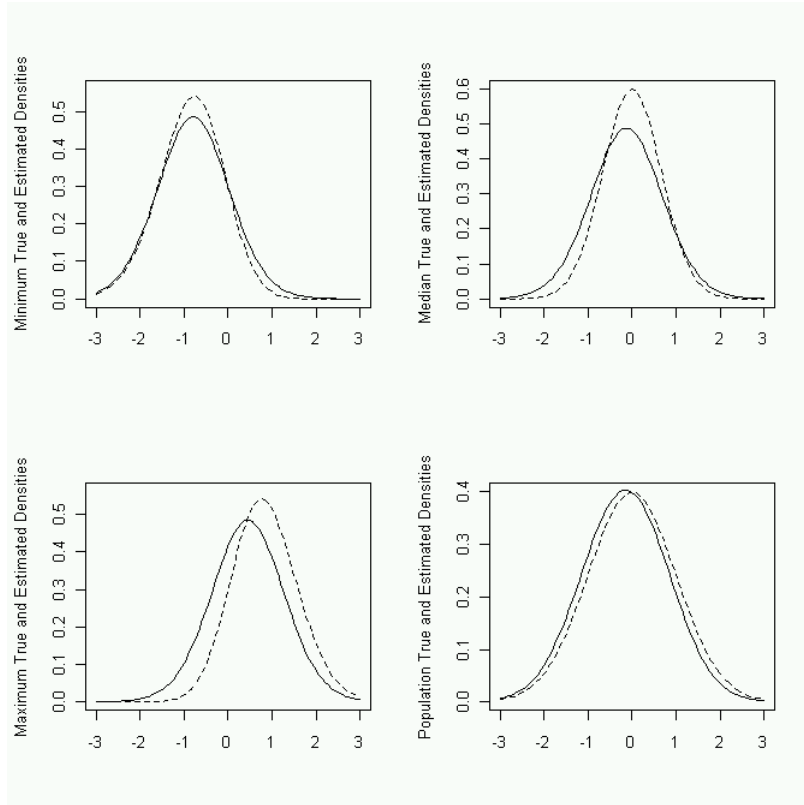 Minimum True and Estimated Densities
0.0 0.1 0.2 0.3 0.4 0.5
-3 -2 -1 0 1 2 3
Median True and Estimated Densities
0.0 0.1 0.2 0.3 0.4 0.5 0.6
-3 -2 -1 0 1 2 3
Maximum True and Estimated Densities
0.0 0.1 0.2 0.3 0.4 0.5
-3 -2 -1 0 1 2 3
Population True and Estimated Densities
0.0 0.1 0.2 0.3 0.4
-3 -2 -1 0 1 2 3